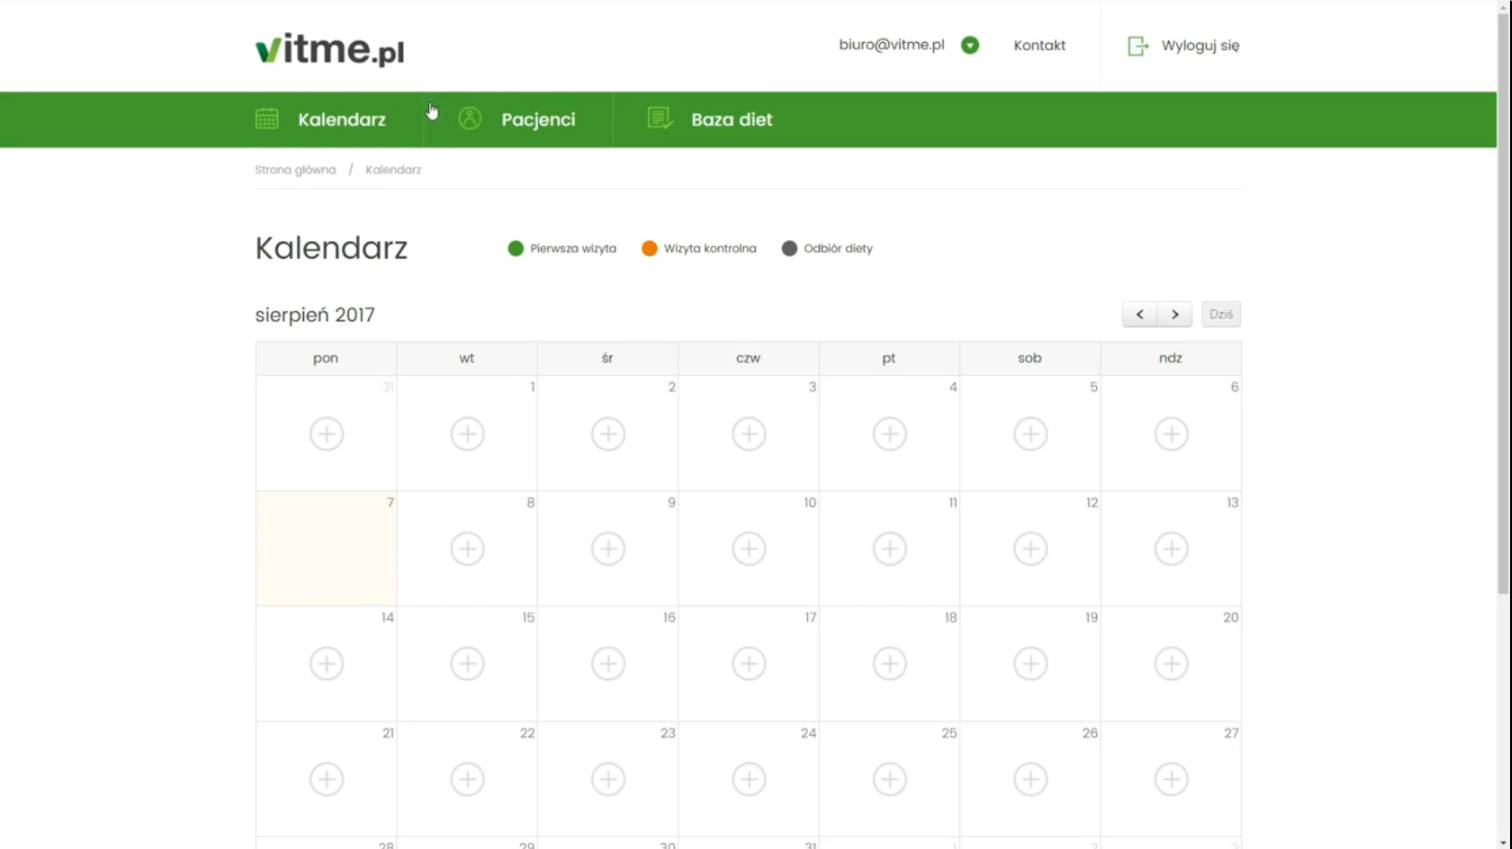 vitme.pl
biuro@vitme.pl Kontakt Wyloguj się
Kalendarz Pacjenci Baza diet
Strona główna / Kalendarz
Kalendarz Pierwsza wizyta Wizyta kontrolna Odbiór diety
sierpień 2017 Dziś
pon wt śr czw pt sob ndz
31 1 2 3 4 5 6
7 8 9 10 11 12 13
14 15 16 17 18 19 20
21 22 23 24 25 26 27
28 29 30 31 1 2 3